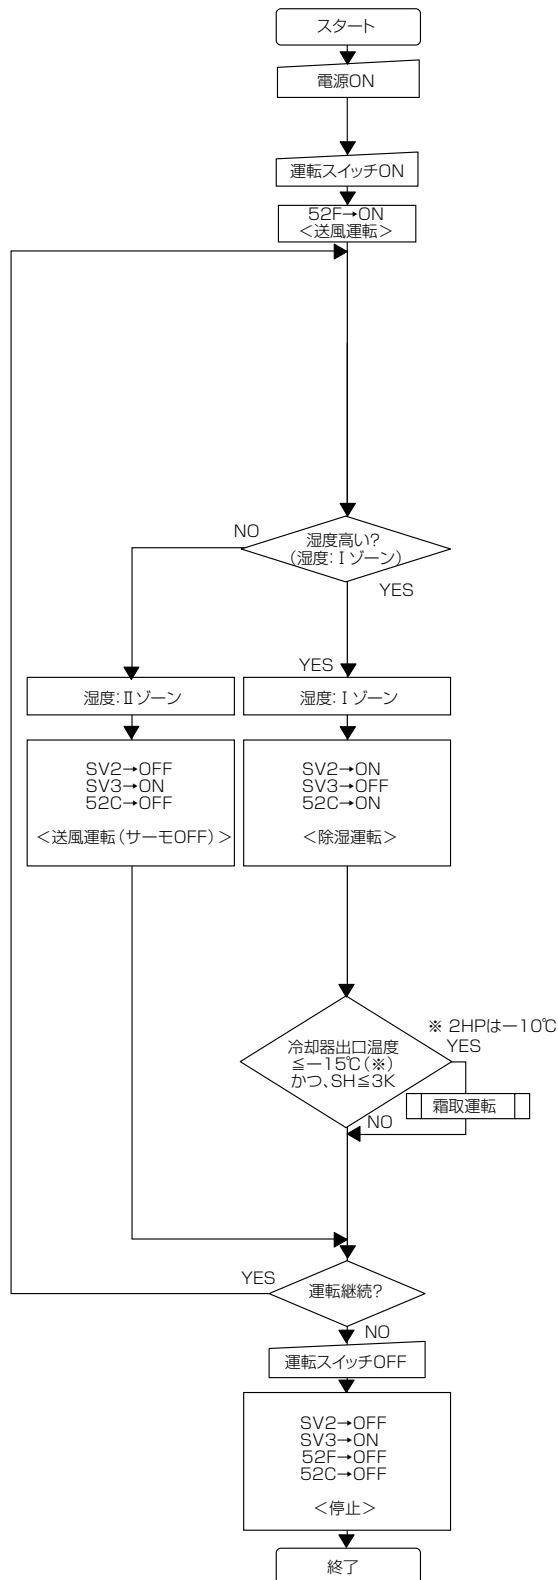 スタート
電源ON
運転スイッチON
52F→ON
＜送風運転＞
NO
湿度高い?
(湿度:Ⅰゾーン)
YES
YES
湿度:Ⅱゾーン
湿度:Ⅰゾーン
SV2→OFF
SV3→ON
52C→OFF
＜送風運転(サーモOFF)＞
SV2→ON
SV3→OFF
52C→ON
＜除湿運転＞
※ 2HPは－10℃
冷却器出口温度
≦－15℃(※)
かつ、SH≦3K
YES
霜取運転
NO
YES
運転継続?
NO
運転スイッチOFF
SV2→OFF
SV3→ON
52F→OFF
52C→OFF
＜停止＞
終了